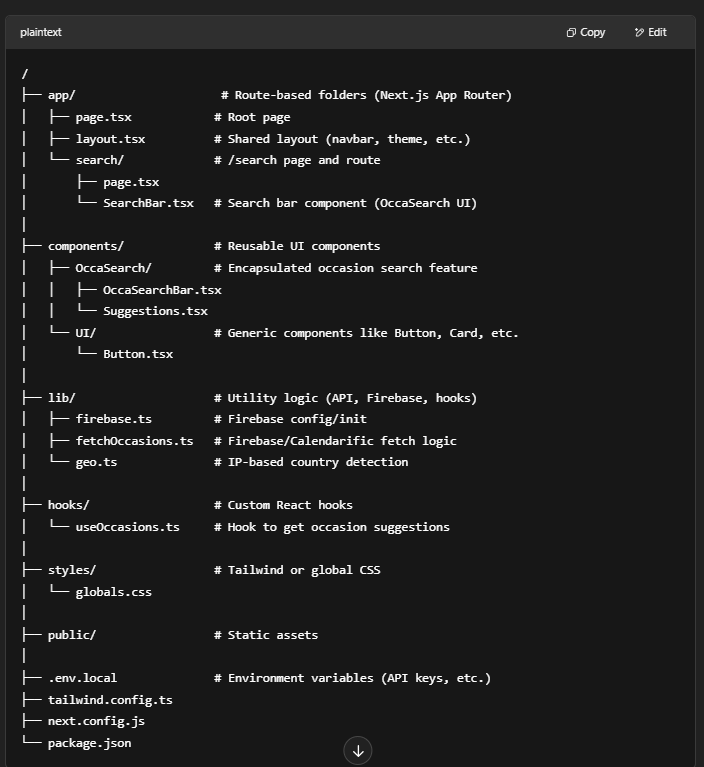 plaintext Copy Edit
/
├── app/                     # Route-based folders (Next.js App Router)
│   ├── page.tsx            # Root page
│   ├── layout.tsx          # Shared layout (navbar, theme, etc.)
│   └── search/             # /search page and route
│       ├── page.tsx
│       └── SearchBar.tsx   # Search bar component (OccaSearch UI)
│
├── components/             # Reusable UI components
│   ├── OccaSearch/         # Encapsulated occasion search feature
│   │   ├── OccaSearchBar.tsx
│   │   └── Suggestions.tsx
│   └── UI/                 # Generic components like Button, Card, etc.
│       └── Button.tsx
│
├── lib/                    # Utility logic (API, Firebase, hooks)
│   ├── firebase.ts         # Firebase config/init
│   ├── fetchOccasions.ts   # Firebase/Calendarific fetch logic
│   └── geo.ts              # IP-based country detection
│
├── hooks/                  # Custom React hooks
│   └── useOccasions.ts     # Hook to get occasion suggestions
│
├── styles/                 # Tailwind or global CSS
│   └── globals.css
│
├── public/                 # Static assets
│
├── .env.local              # Environment variables (API keys, etc.)
├── tailwind.config.ts
├── next.config.js
└── package.json